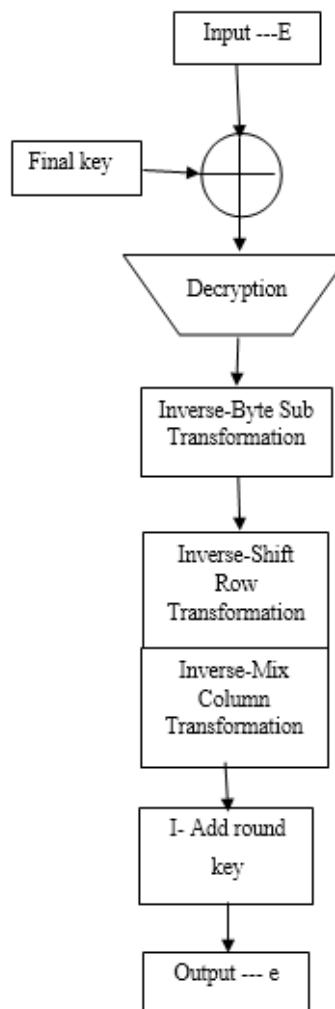 Input ---E
Final key
Decryption
Inverse-Byte Sub
Transformation
Inverse-Shift
Row
Transformation
Inverse-Mix
Column
Transformation
I- Add round
key
Output --- e